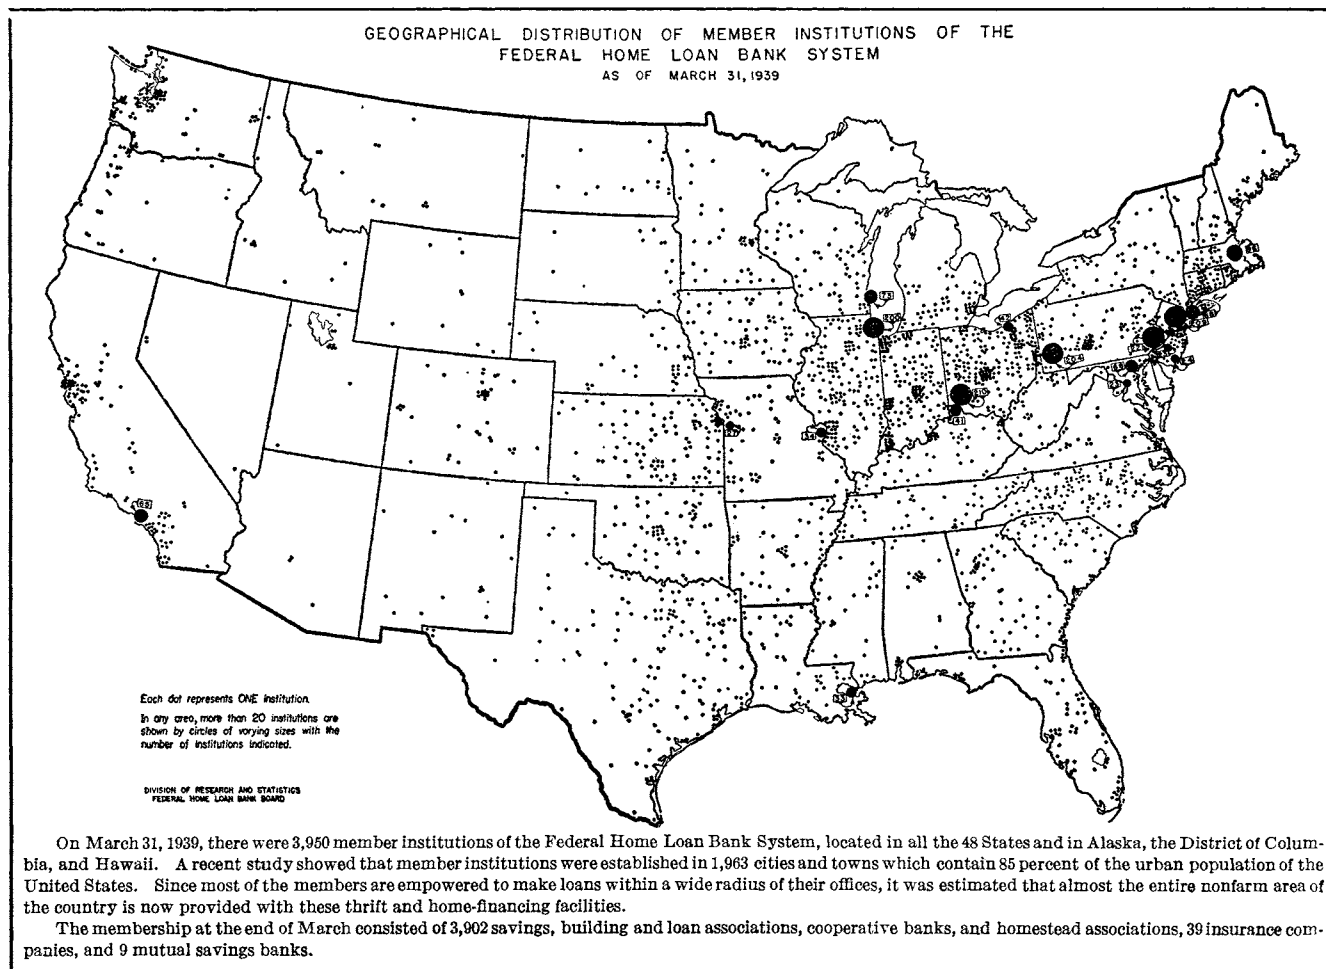 GEOGRAPHICAL DISTRIBUTION OF MEMBER INSTITUTIONS OF THE
FEDERAL HOME LOAN BANK SYSTEM
AS OF MARCH 31, 1939
Each dot represents ONE institution.
In any area, more than 20 institutions are
shown by circles of varying sizes with the
number of institutions indicated.
DIVISION OF RESEARCH AND STATISTICS
FEDERAL HOME LOAN BANK BOARD
On March 31, 1939, there were 3,950 member institutions of the Federal Home Loan Bank System, located in all the 48 States and in Alaska, the District of Colum-
bia, and Hawaii. A recent study showed that member institutions were established in 1,963 cities and towns which contain 85 percent of the urban population of the
United States. Since most of the members are empowered to make loans within a wide radius of their offices, it was estimated that almost the entire nonfarm area of
the country is now provided with these thrift and home-financing facilities.
The membership at the end of March consisted of 3,902 savings, building and loan associations, cooperative banks, and homestead associations, 39 insurance com-
panies, and 9 mutual savings banks.